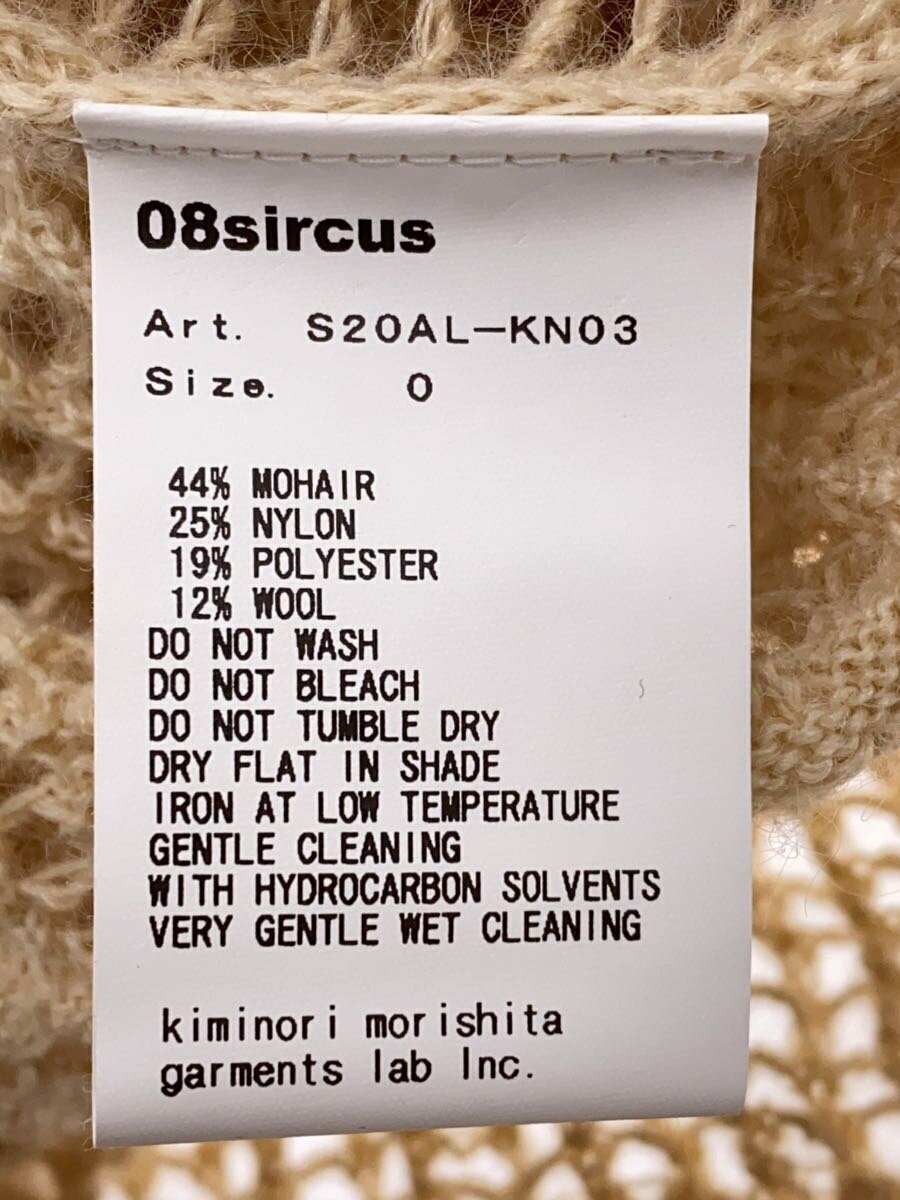 08sircus
Art. S20AL-KN03
Size. 0
44% MOHAIR
25% NYLON
19% POLYESTER
12% WOOL
DO NOT WASH
DO NOT BLEACH
DO NOT TUMBLE DRY
DRY FLAT IN SHADE
IRON AT LOW TEMPERATURE
GENTLE CLEANING
WITH HYDROCARBON SOLVENTS
VERY GENTLE WET CLEANING
kiminori morishita
garments lab Inc.